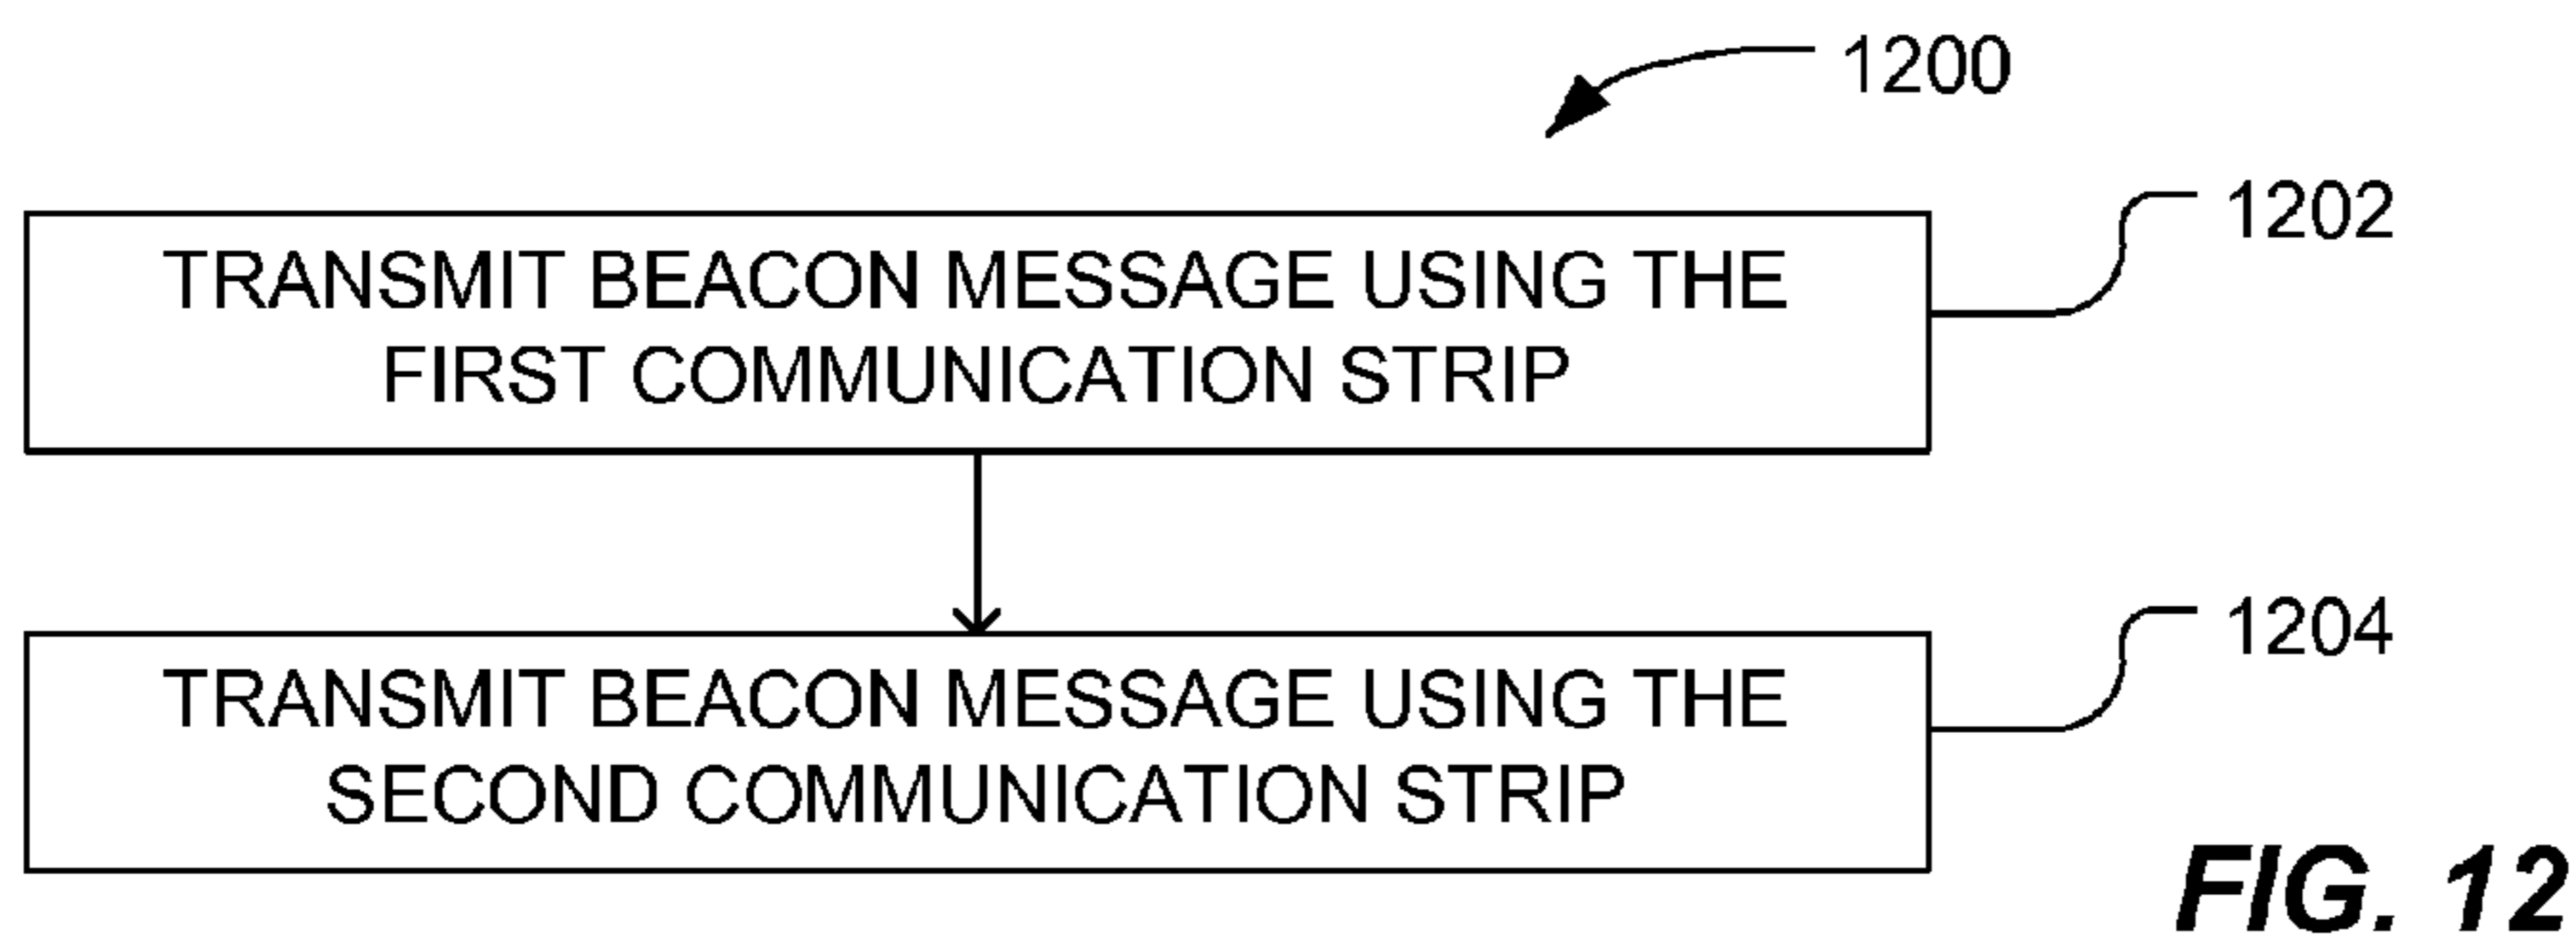 1200
1202
TRANSMIT BEACON MESSAGE USING THE
FIRST COMMUNICATION STRIP
1204
TRANSMIT BEACON MESSAGE USING THE
SECOND COMMUNICATION STRIP
FIG. 12